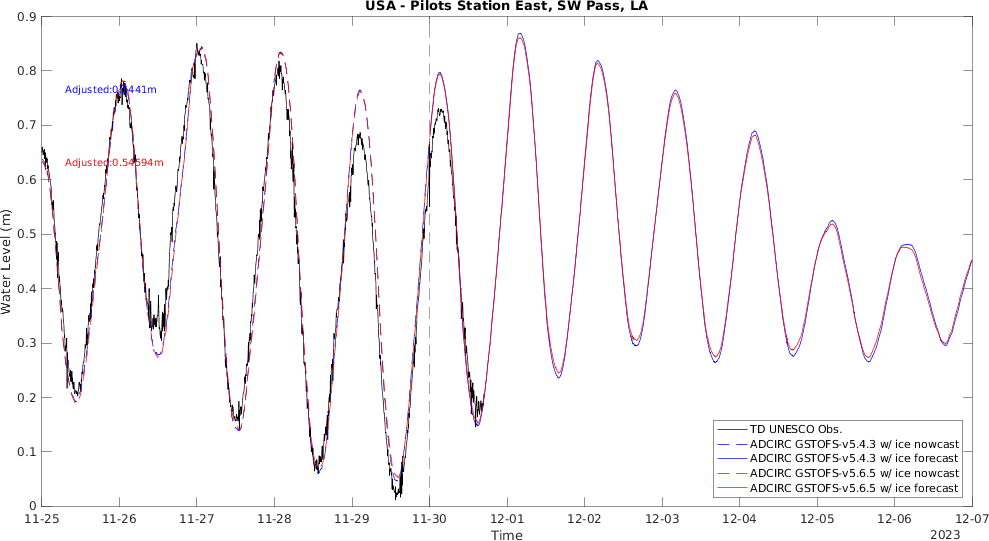 USA - Pilots Station East, SW Pass, LA
0.9
0.8
0.7
0.6
0.5
0.4
0.3
0.2
0.1
0
Water Level (m)
Adjusted:0.54594m
TD UNESCO Obs.
ADCIRC GSTOFS-v5.4.3 w/ ice nowcast
ADCIRC GSTOFS-v5.4.3 w/ ice forecast
ADCIRC GSTOFS-v5.6.5 w/ ice nowcast
ADCIRC GSTOFS-v5.6.5 w/ ice forecast
11-25 11-26 11-27 11-28 11-29 11-30 12-01 12-02 12-03 12-04 12-05 12-06 12-07
Time
2023